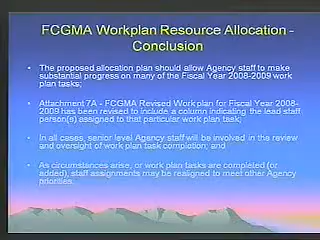 FCGMA Workplan Resource Allocation -
Conclusion
• The proposed allocation plan should allow Agency staff to make
substantial progress on many of the Fiscal Year 2008-2009 work
plan tasks;
• Attachment 7A - FCGMA Revised Work plan for Fiscal Year 2008-
2009 has been revised to include a column indicating the lead staff
person(s) assigned to that particular work plan task;
• In all cases, senior level Agency staff will be involved in the review
and oversight of work plan task completion; and
• As circumstances arise, or work plan tasks are completed (or
added), staff assignments may be realigned to meet other Agency
priorities.